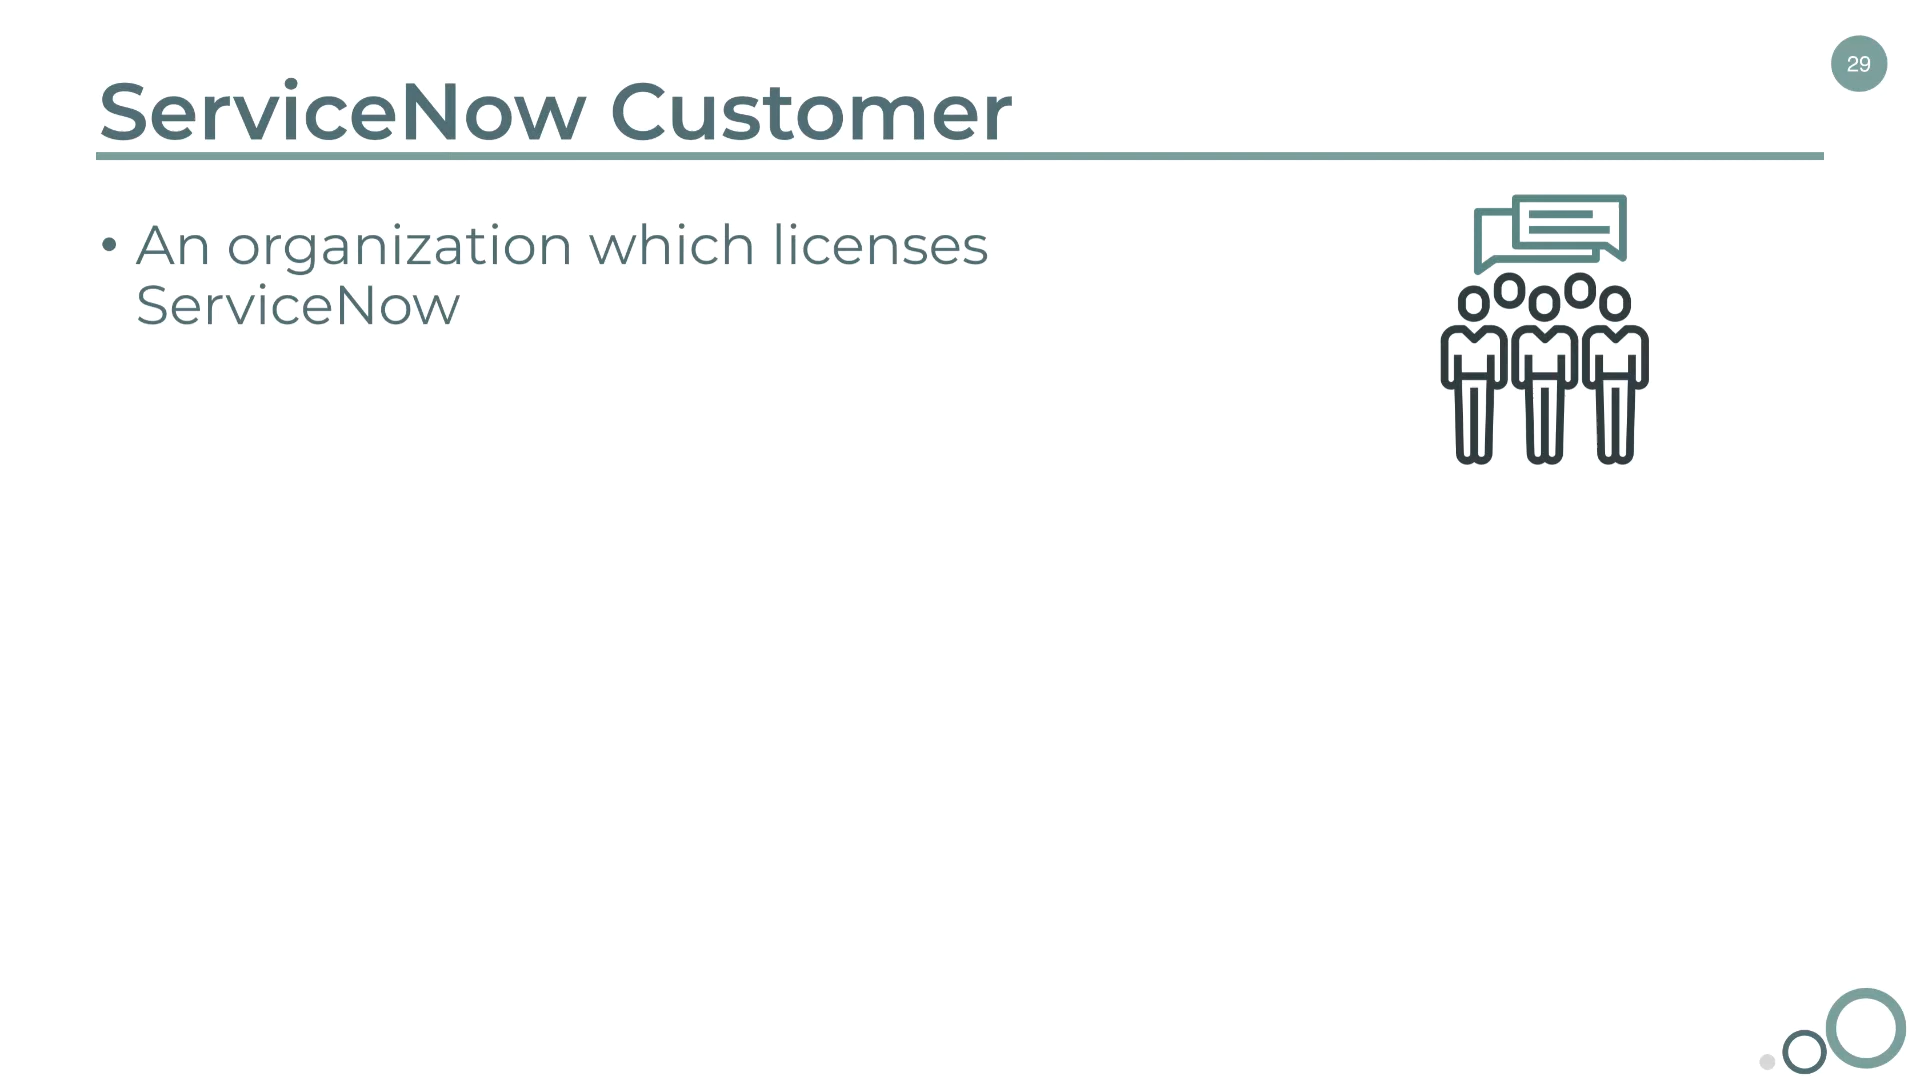 29
ServiceNow Customer
• An organization which licenses
ServiceNow